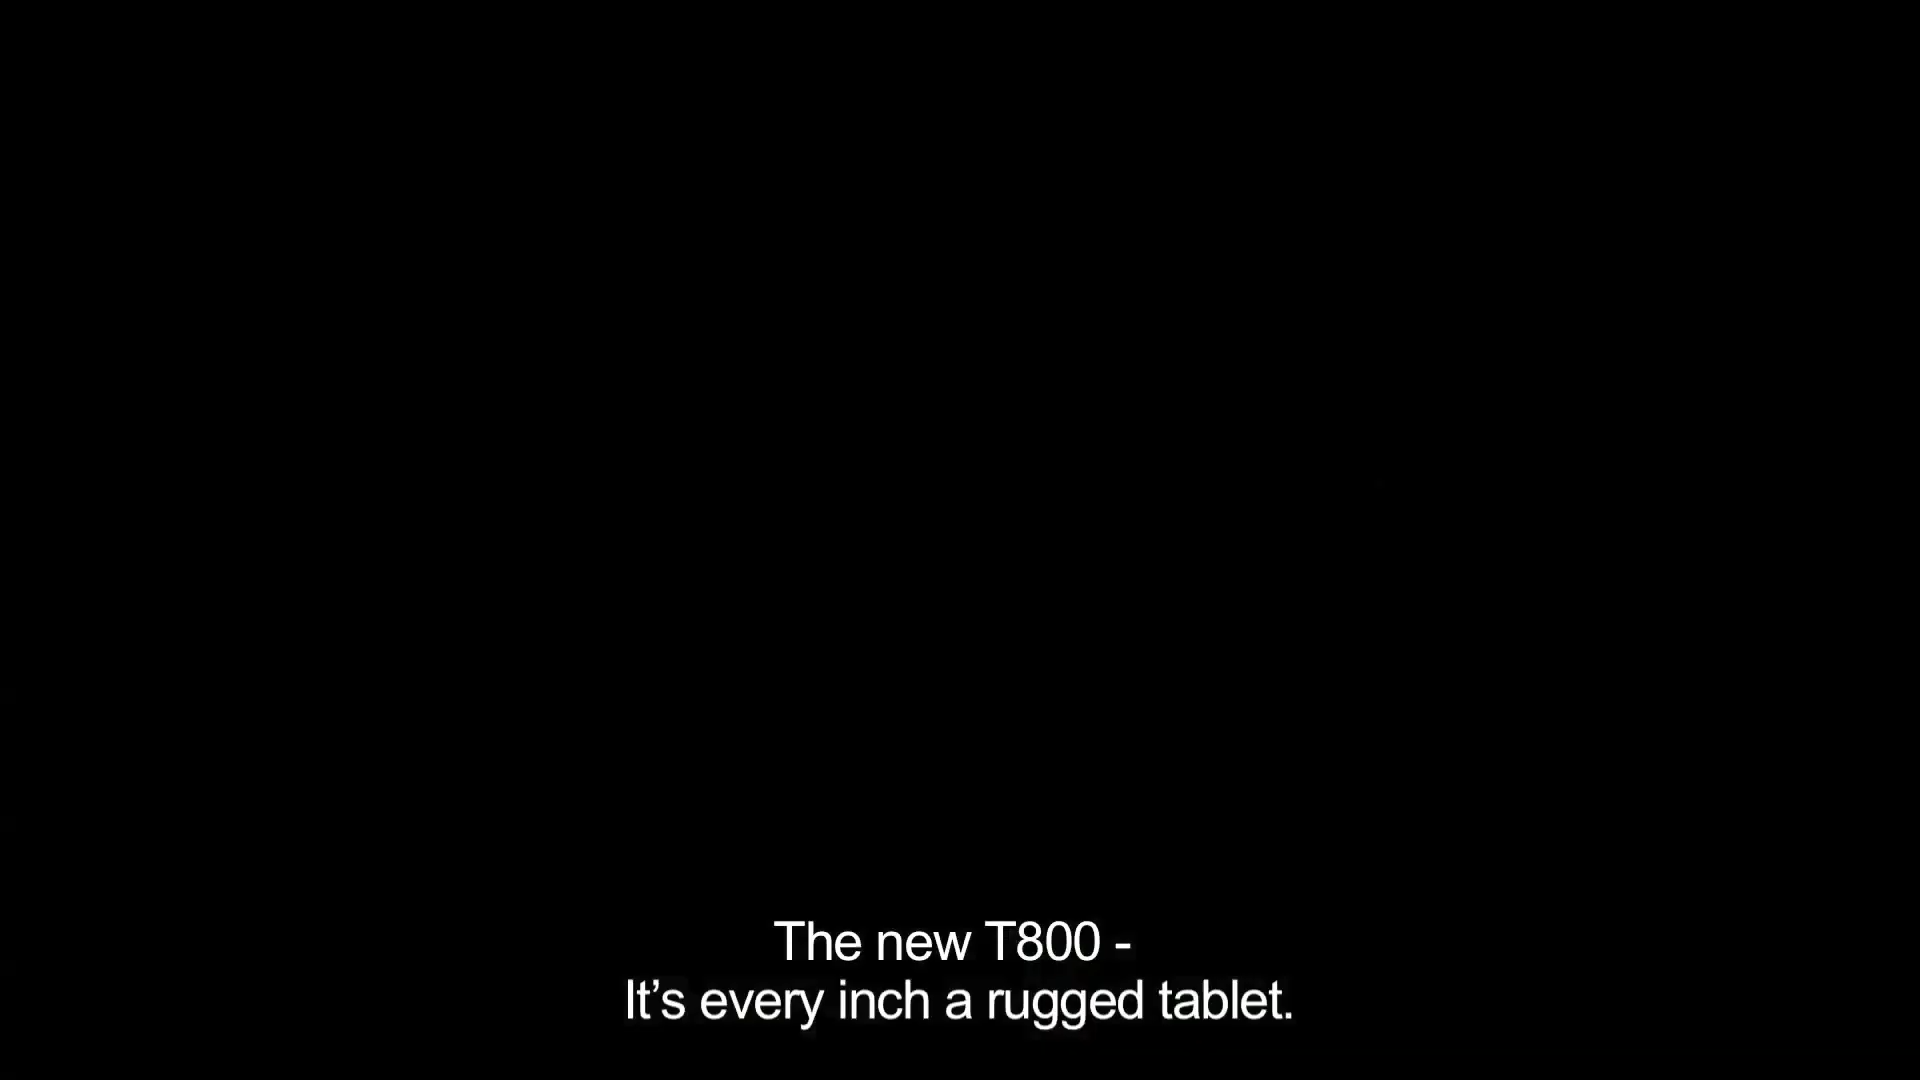 The new T800 -
It’s every inch a rugged tablet.